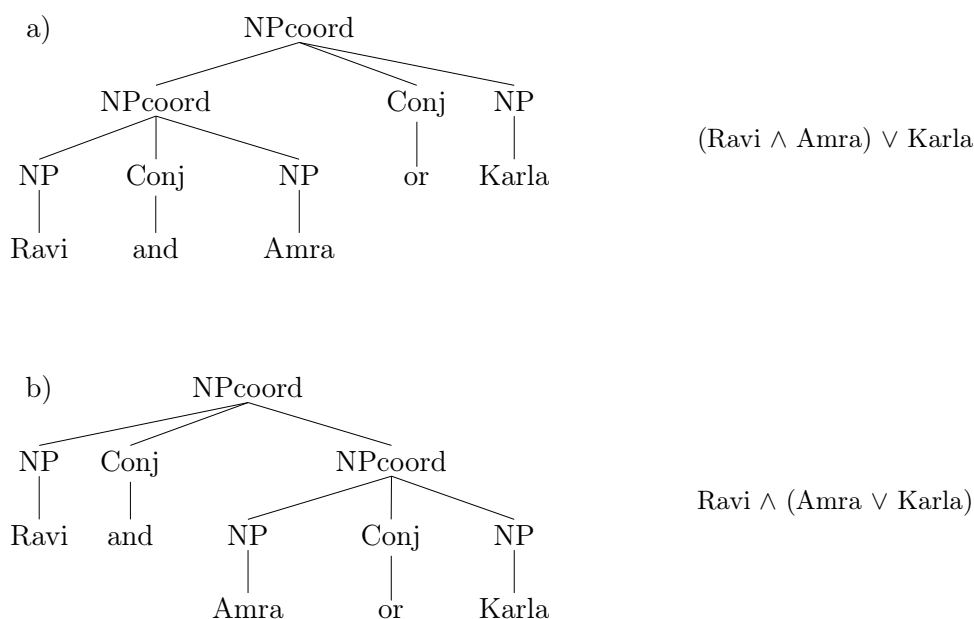 a) NPcoord
NPcoord Conj NP
(Ravi ∧ Amra) ∨ Karla
NP Conj NP or Karla
Ravi and Amra
b) NPcoord
NP Conj NPcoord
Ravi ∧ (Amra ∨ Karla)
Ravi and NP Conj NP
Amra or Karla